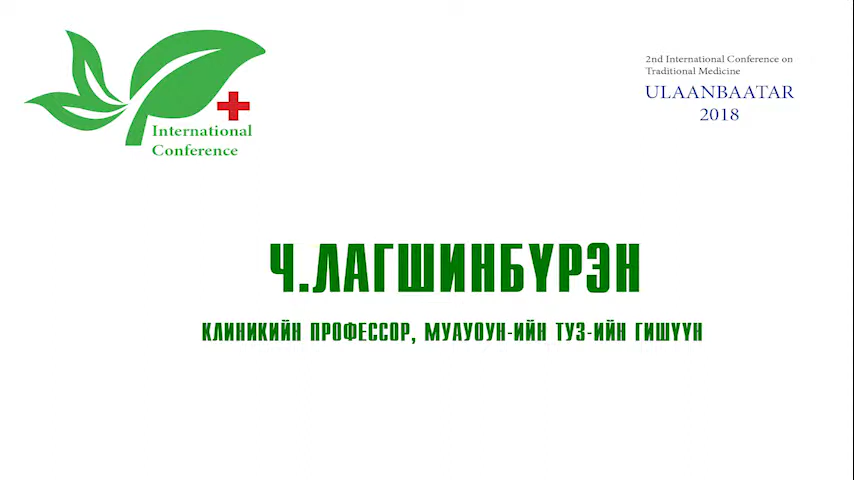 International
Conference
2nd International Conference on
Traditional Medicine
ULAANBAATAR
2018
Ч.ЛАГШИНБҮРЭН
КЛИНИКИЙН ПРОФЕССОР, МУАУОУН-ИЙН ТУЗ-ИЙН ГИШҮҮН